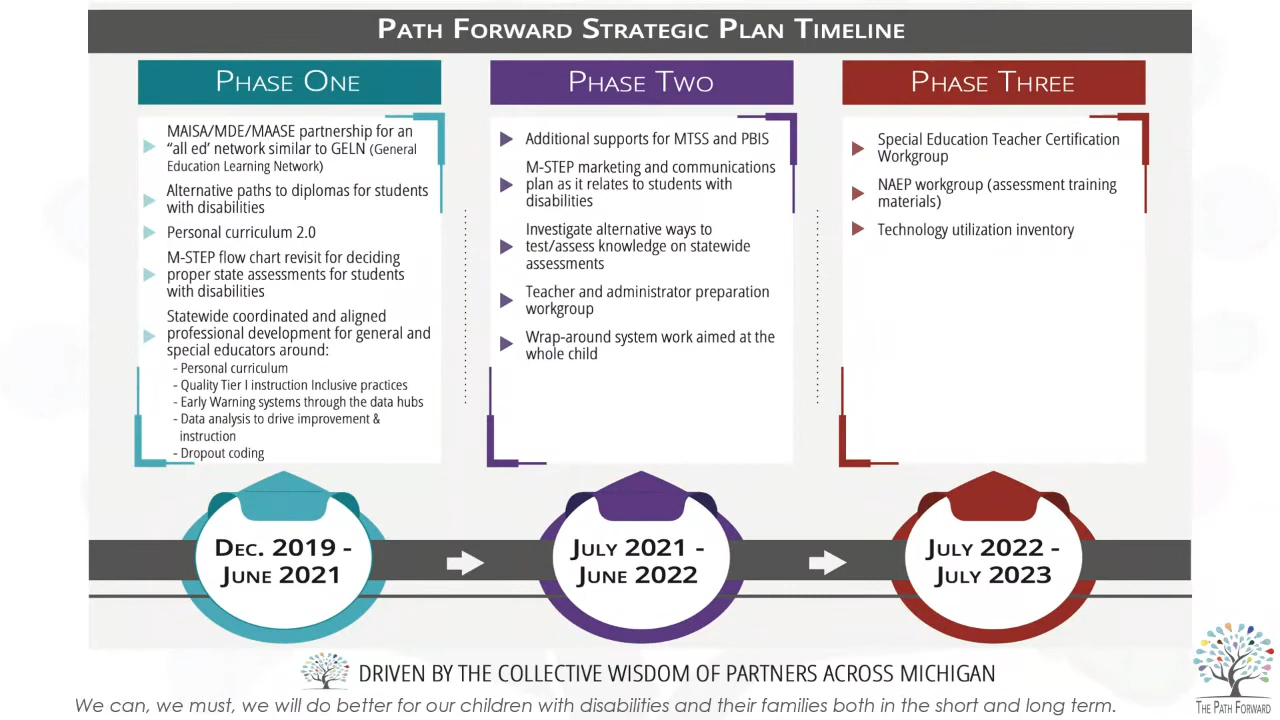 PATH FORWARD STRATEGIC PLAN TIMELINE
PHASE ONE
MAISA/MDE/MAASE partnership for an
“all ed’ network similar to GELN (General
Education Learning Network)
Alternative paths to diplomas for students
with disabilities
Personal curriculum 2.0
M-STEP flow chart revisit for deciding
proper state assessments for students
with disabilities
Statewide coordinated and aligned
professional development for general and
special educators around:
- Personal curriculum
- Quality Tier I instruction Inclusive practices
- Early Warning systems through the data hubs
- Data analysis to drive improvement &
instruction
- Dropout coding
DEC. 2019 -
JUNE 2021
PHASE TWO
Additional supports for MTSS and PBIS
M-STEP marketing and communications
plan as it relates to students with
disabilities
Investigate alternative ways to
test/assess knowledge on statewide
assessments
Teacher and administrator preparation
workgroup
Wrap-around system work aimed at the
whole child
JULY 2021 -
JUNE 2022
PHASE THREE
Special Education Teacher Certification
Workgroup
NAEP workgroup (assessment training
materials)
Technology utilization inventory
JULY 2022 -
JULY 2023
DRIVEN BY THE COLLECTIVE WISDOM OF PARTNERS ACROSS MICHIGAN
We can, we must, we will do better for our children with disabilities and their families both in the short and long term.
THE PATH FORWARD